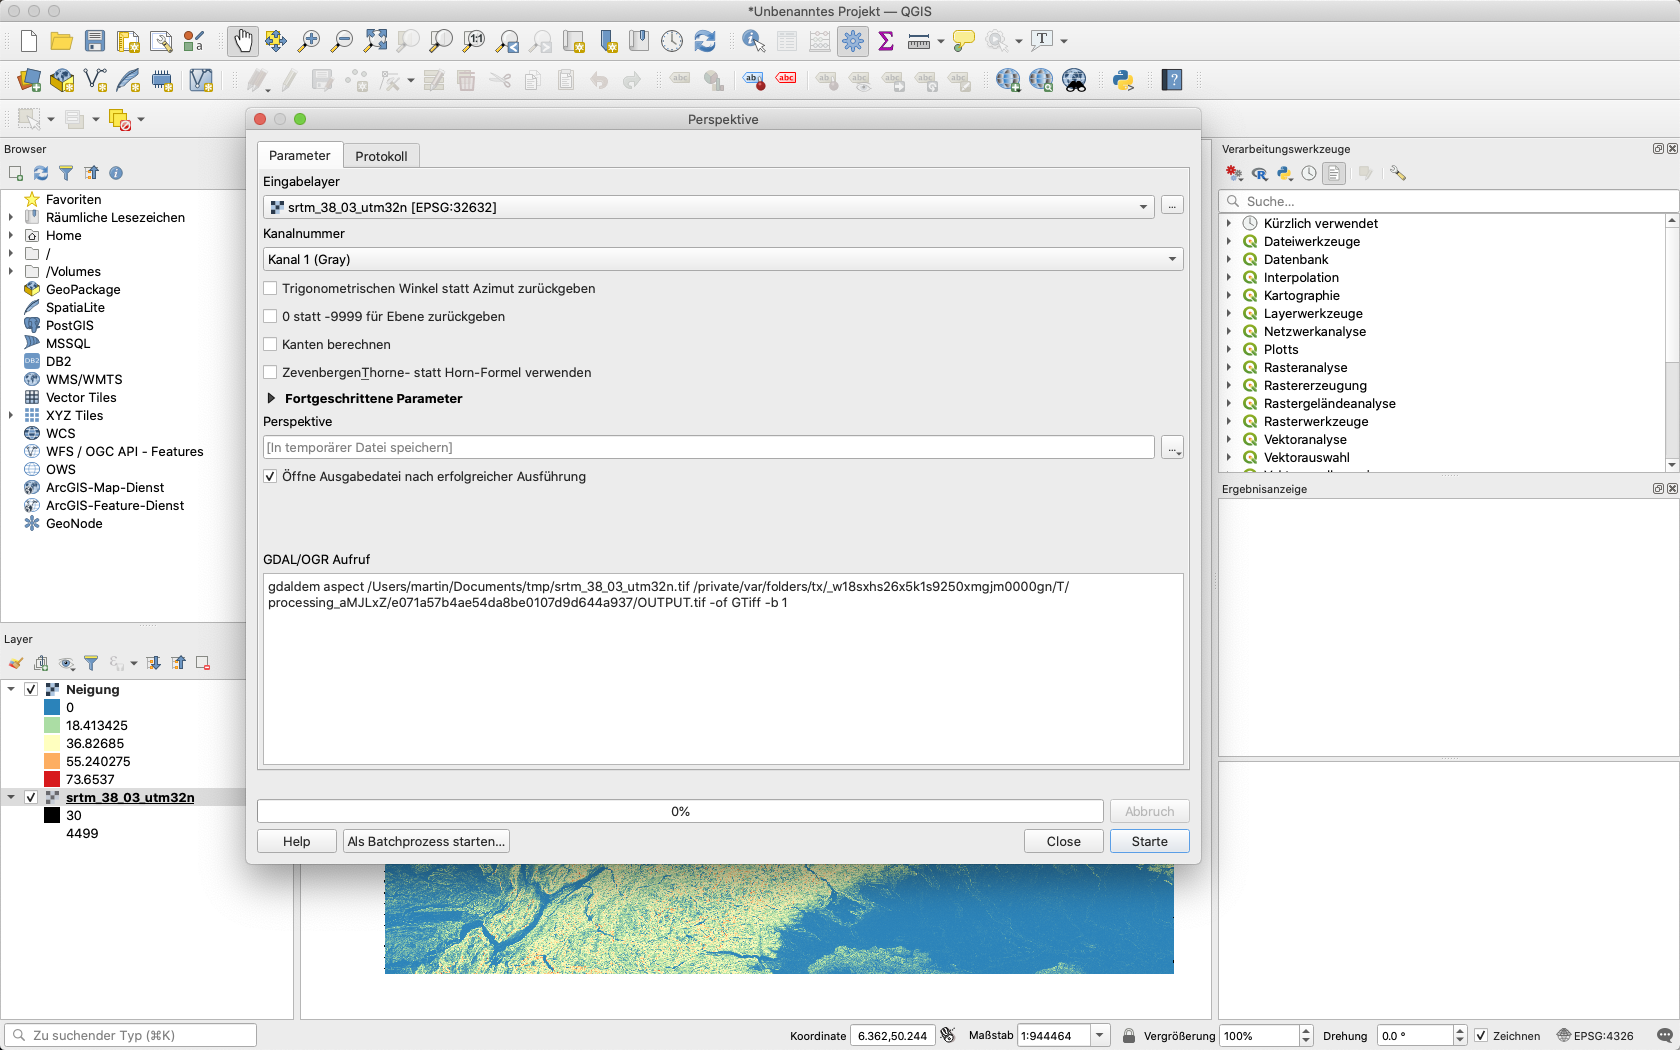 *Unbenanntes Projekt — QGIS
Perspektive
Parameter
Protokoll
Eingabelayer
srtm_38_03_utm32n [EPSG:32632]
...
Kanalnummer
Kanal 1 (Gray)
Trigonometrischen Winkel statt Azimut zurückgeben
0 statt -9999 für Ebene zurückgeben
Kanten berechnen
ZevenbergenThorne- statt Horn-Formel verwenden
Fortgeschrittene Parameter
Perspektive
[In temporärer Datei speichern]
...
Öffne Ausgabedatei nach erfolgreicher Ausführung
GDAL/OGR Aufruf
gdaldem aspect /Users/martin/Documents/tmp/srtm_38_03_utm32n.tif /private/var/folders/tx/_w18sxhs26x5k1s9250xmgjm0000gn/T/
processing_aMJLxZ/e071a57b4ae54da8be0107d9d644a937/OUTPUT.tif -of GTiff -b 1
0%
Abbruch
Help
Als Batchprozess starten...
Close
Starte
Browser
Favoriten
Räumliche Lesezeichen
Home
/
/Volumes
GeoPackage
SpatiaLite
PostGIS
MSSQL
DB2
WMS/WMTS
Vector Tiles
XYZ Tiles
WCS
WFS / OGC API - Features
OWS
ArcGIS-Map-Dienst
ArcGIS-Feature-Dienst
GeoNode
Layer
Neigung
0
18.413425
36.82685
55.240275
73.6537
srtm_38_03_utm32n
30
4499
Verarbeitungswerkzeuge
Suche...
Kürzlich verwendet
Dateiwerkzeuge
Datenbank
Interpolation
Kartographie
Layerwerkzeuge
Netzwerkanalyse
Plotts
Rasteranalyse
Rastererzeugung
Rastergeländeanalyse
Rasterwerkzeuge
Vektoranalyse
Vektorauswahl
Ergebnisanzeige
Zu suchender Typ (⌘K)
Koordinate 6.362,50.244
Maßstab 1:944464
Vergrößerung 100%
Drehung 0.0 °
Zeichnen
EPSG:4326